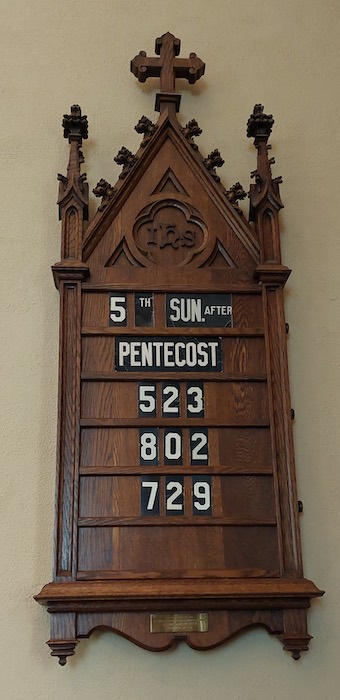 IHS
5 TH SUN. AFTER
PENTECOST
523
802
729